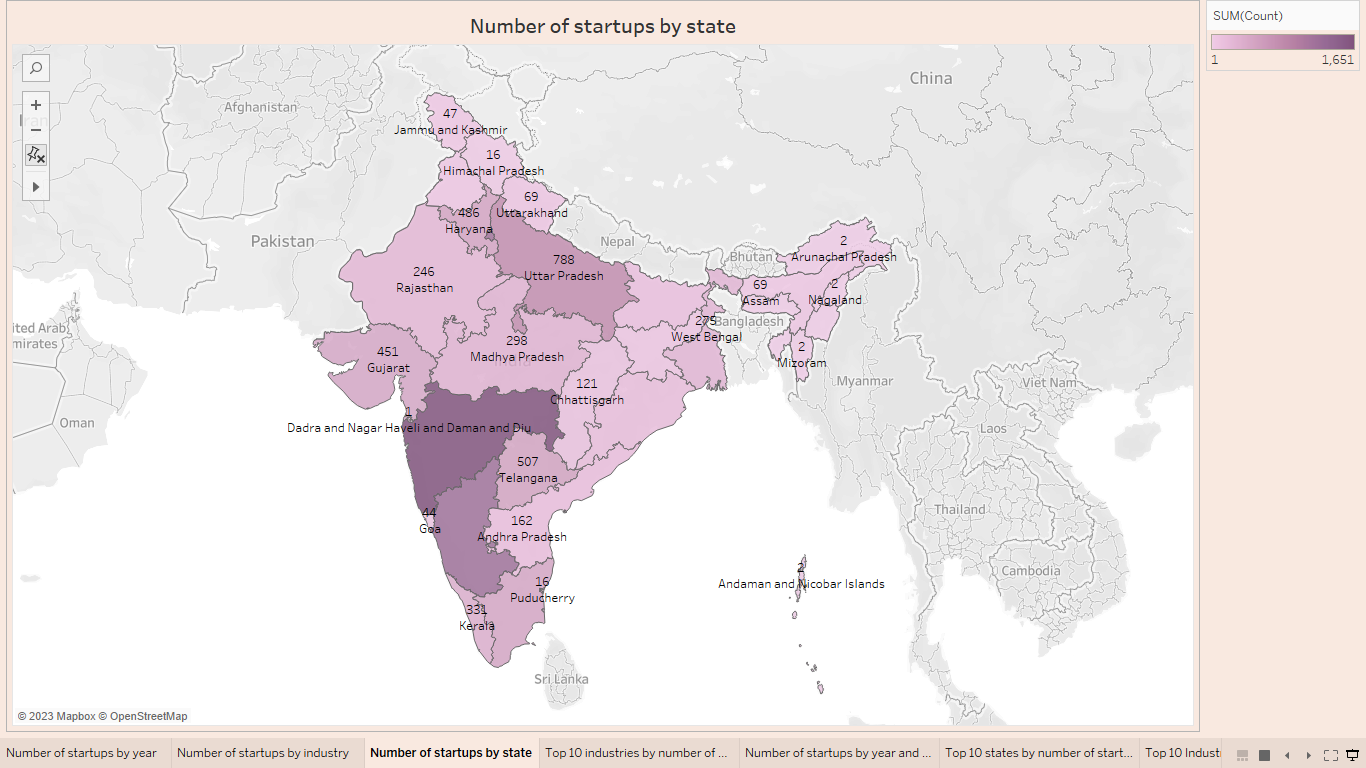 Number of startups by state
SUM(Count)
1 1,651
China
Afghanistan
Iran
47
Jammu and Kashmir
16
Himachal Pradesh
69
Uttarakhand
486
Haryana
Pakistan
Nepal
2
Arunachal Pradesh
Bhutan
788
Uttar Pradesh
246
Rajasthan
69
Assam
2
Nagaland
275
West Bengal
Bangladesh
ited Arab
mirates
298
Madhya Pradesh
451
Gujarat
2
Mizoram
Myanmar
Viet Nam
121
Chhattisgarh
1
Dadra and Nagar Haveli and Daman and Diu
Oman
Laos
507
Telangana
44
Goa
162
Andhra Pradesh
Thailand
Cambodia
2
Andaman and Nicobar Islands
16
Puducherry
331
Kerala
Sri Lanka
© 2023 Mapbox © OpenStreetMap
Number of startups by year
Number of startups by industry
Number of startups by state
Top 10 industries by number of ...
Number of startups by year and ...
Top 10 states by number of start...
Top 10 Indust